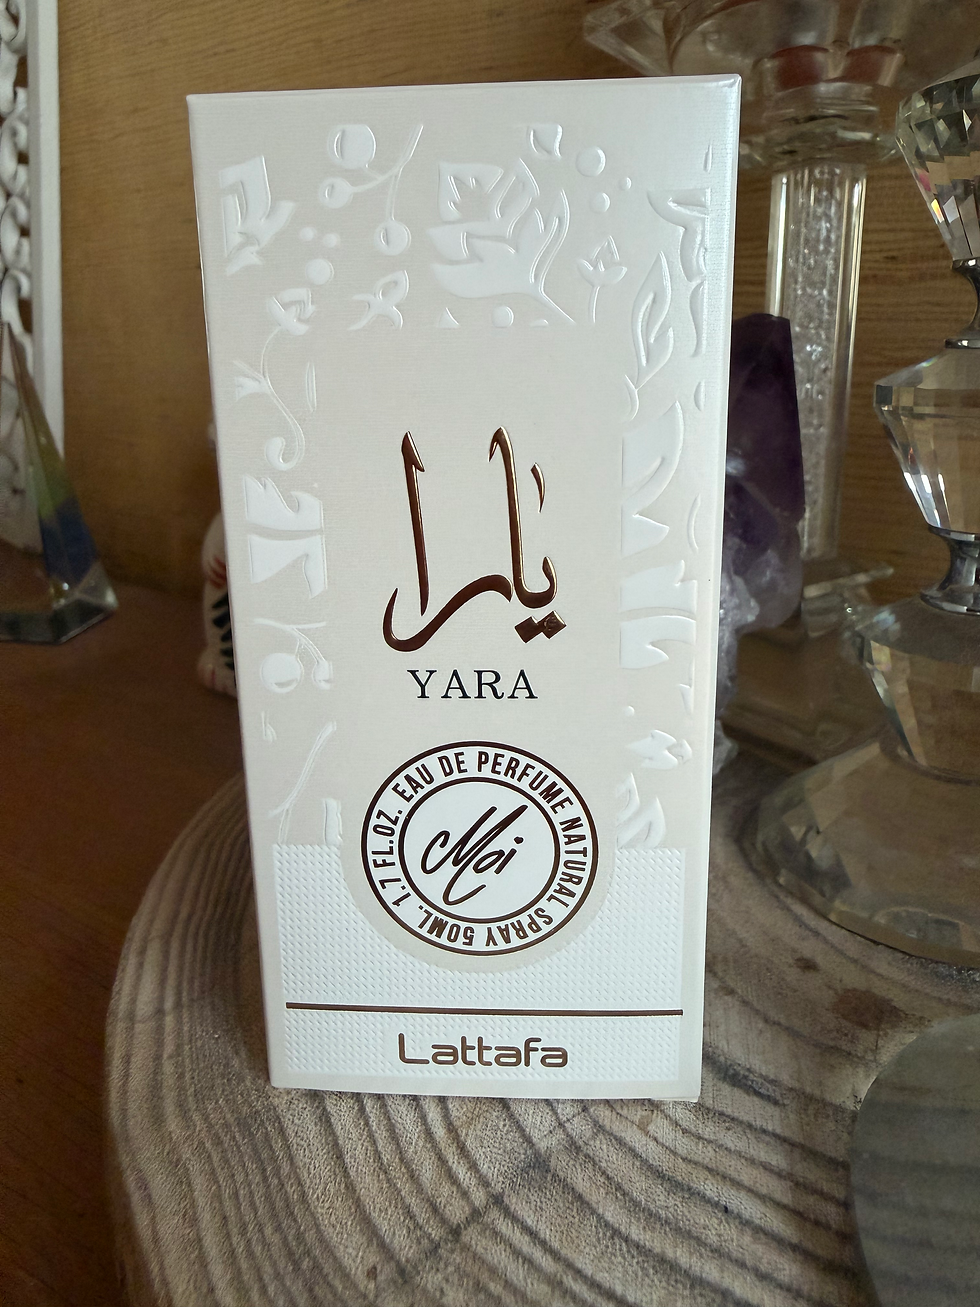 يارا
YARA
1.7 FL.OZ. EAU DE PERFUME NATURAL SPRAY 50ML.
Moi
Lattafa